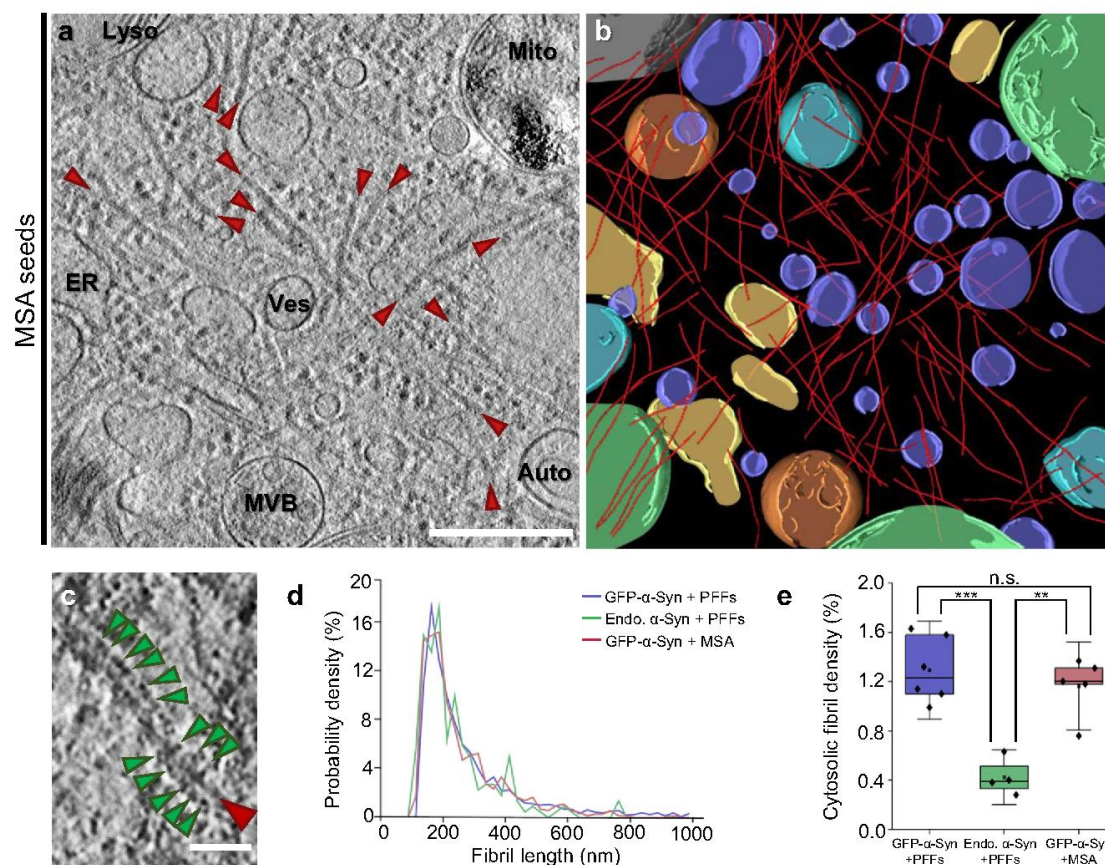 MSA seeds
a
Lyso
Mito
ER
Ves
MVB
Auto
b
c
d
Probability density (%)
20
16
12
8
4
0
0 200 400 600 800 1000
Fibril length (nm)
GFP-α-Syn + PFFs
Endo. α-Syn + PFFs
GFP-α-Syn + MSA
e
Cytosolic fibril density (%)
n.s.
*** **
2.0
1.6
1.2
0.8
0.4
0.0
GFP-α-Syn Endo. α-Syn GFP-α-Sy
+PFFs +PFFs +MSA